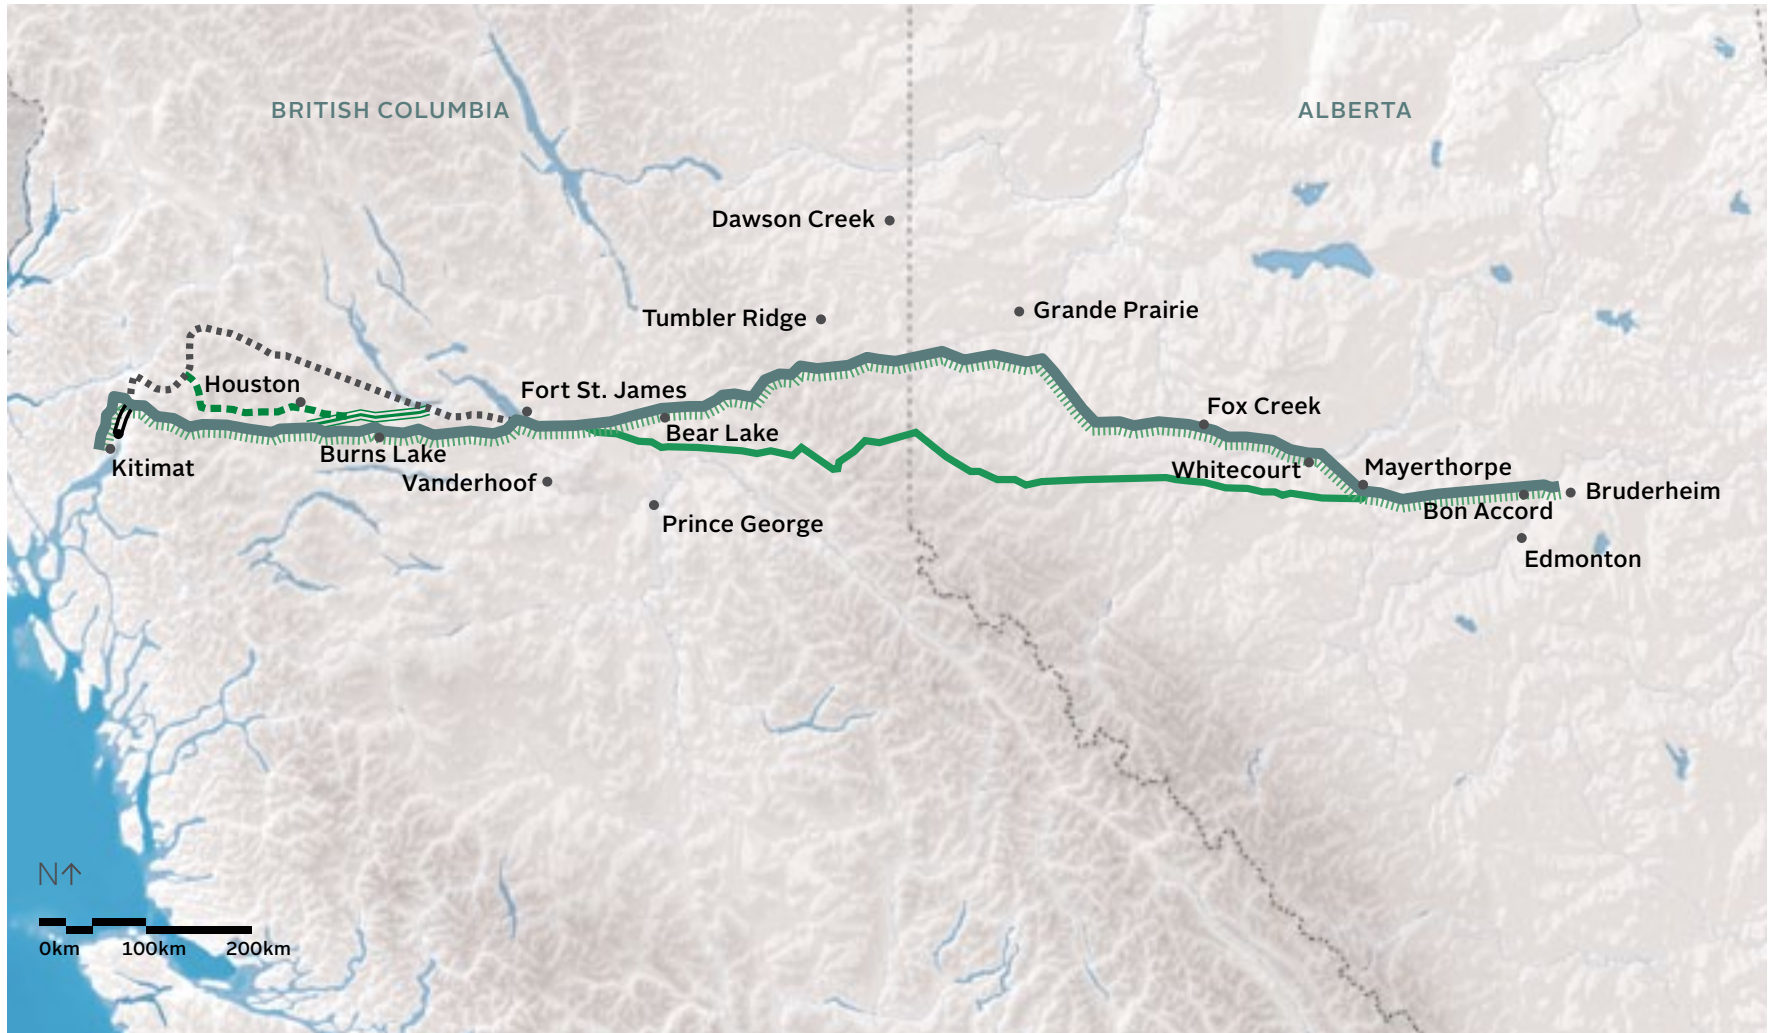 BRITISH COLUMBIA
ALBERTA
Dawson Creek
Tumbler Ridge
Grande Prairie
Houston
Fort St. James
Fox Creek
Bear Lake
Burns Lake
Kitimat
Whitecourt
Mayerthorpe
Vanderhoof
Bruderheim
Bon Accord
Prince George
Edmonton
N↑
0km 100km 200km